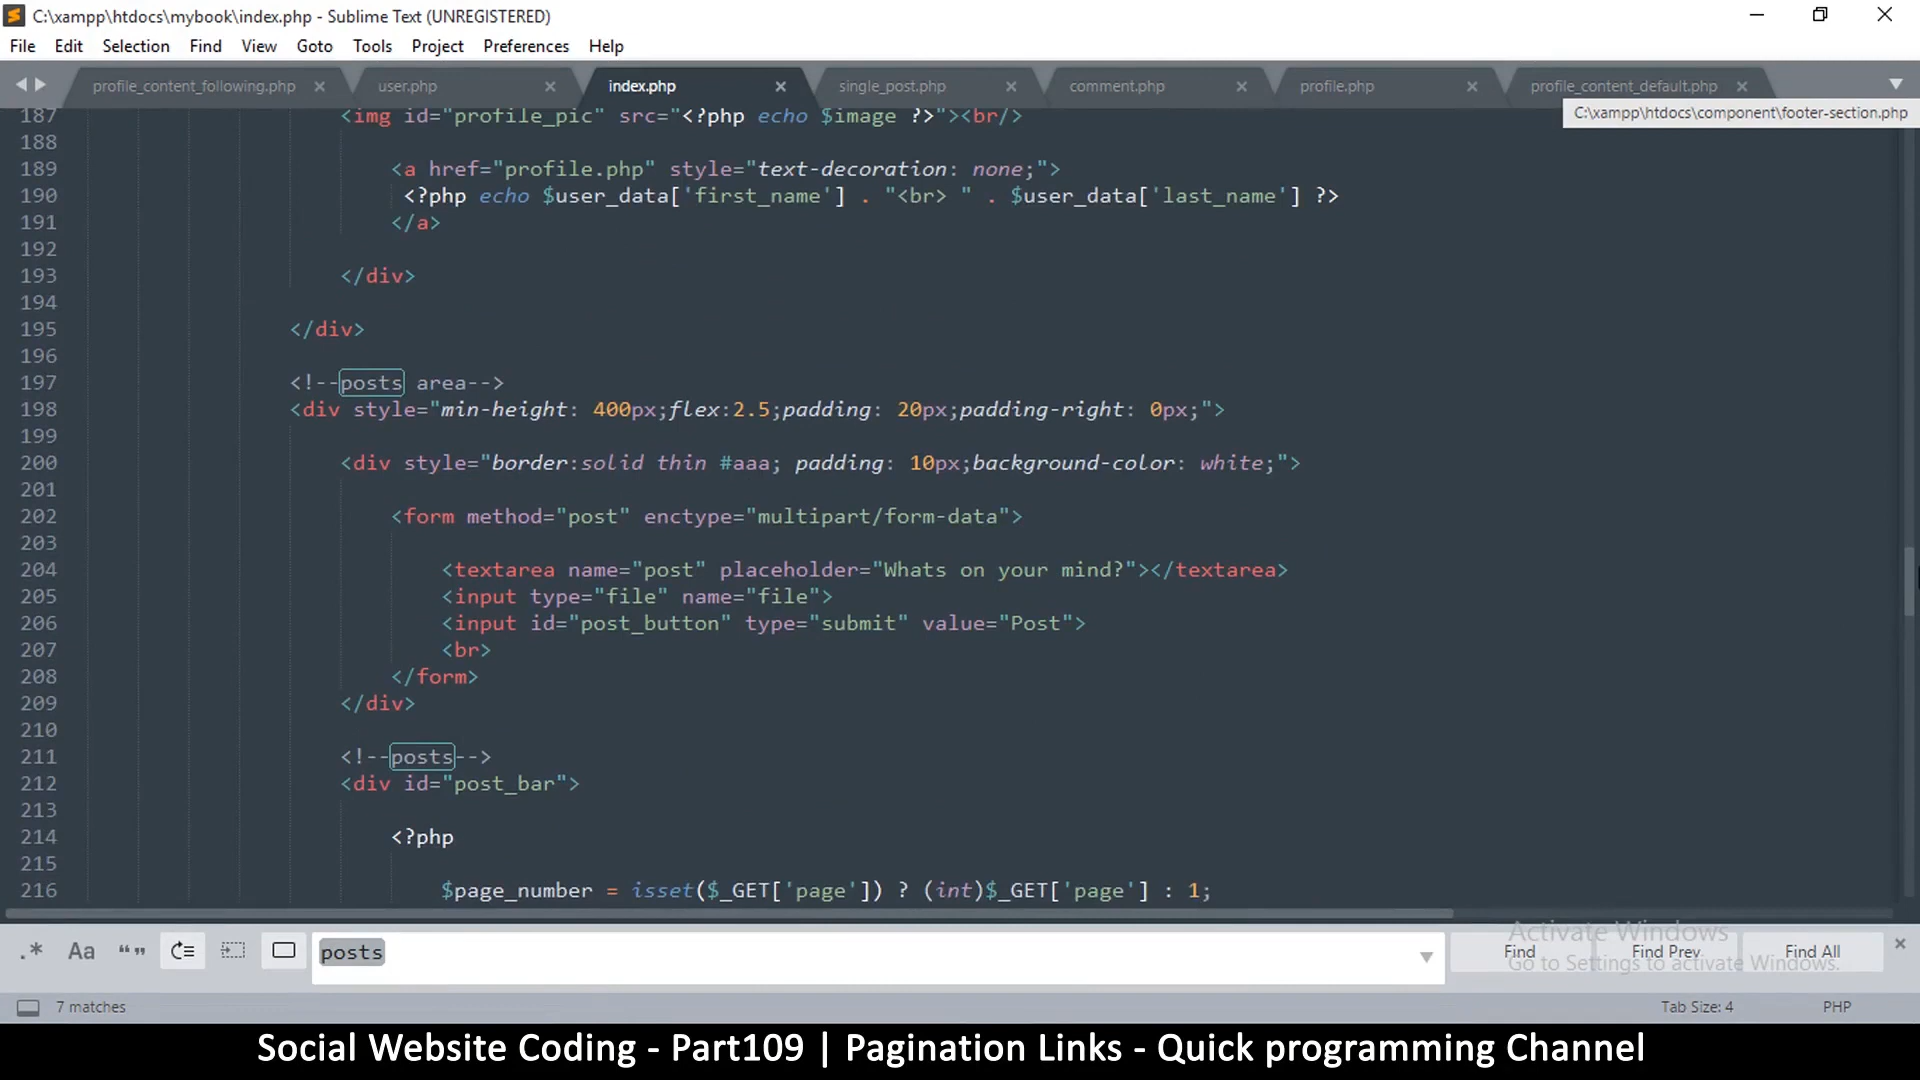 C:\xampp\htdocs\mybook\index.php - Sublime Text (UNREGISTERED)
File Edit Selection Find View Goto Tools Project Preferences Help
profile_content_following.php user.php index.php single_post.php comment.php profile.php profile_content_default.php
C:\xampp\htdocs\component\footer-section.php
187 <img id="profile_pic" src="<?php echo $image ?>"><br/>
188
189 <a href="profile.php" style="text-decoration: none;">
190 <?php echo $user_data['first_name'] . "<br> " . $user_data['last_name'] ?>
191 </a>
192
193 </div>
194
195 </div>
196
197 <!--posts area-->
198 <div style="min-height: 400px;flex:2.5;padding: 20px;padding-right: 0px;">
199
200 <div style="border:solid thin #aaa; padding: 10px;background-color: white;">
201
202 <form method="post" enctype="multipart/form-data">
203
204 <textarea name="post" placeholder="Whats on your mind?"></textarea>
205 <input type="file" name="file">
206 <input id="post_button" type="submit" value="Post">
207 <br>
208 </form>
209 </div>
210
211 <!--posts-->
212 <div id="post_bar">
213
214 <?php
215
216 $page_number = isset($_GET['page']) ? (int)$_GET['page'] : 1;
.* Aa “ ” posts Find Find Prev Find All
Activate Windows
Go to Settings to activate Windows.
7 matches Tab Size: 4 PHP
Social Website Coding - Part109 | Pagination Links - Quick programming Channel